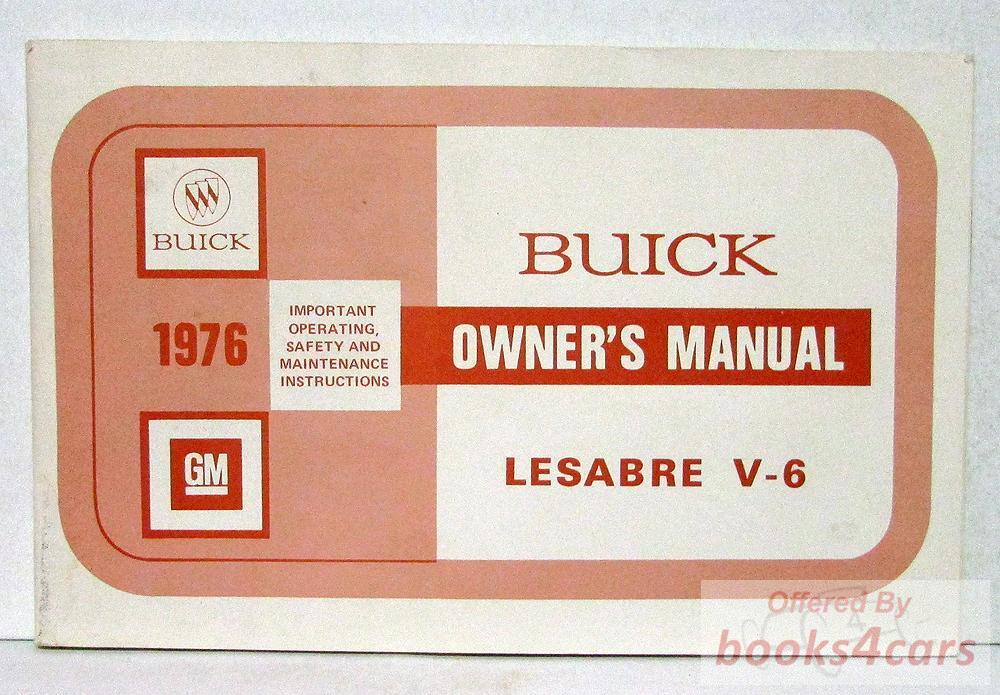 BUICK
1976
IMPORTANT
OPERATING,
SAFETY AND
MAINTENANCE
INSTRUCTIONS
GM
BUICK
OWNER'S MANUAL
LESABRE V-6
Offered By
books4cars